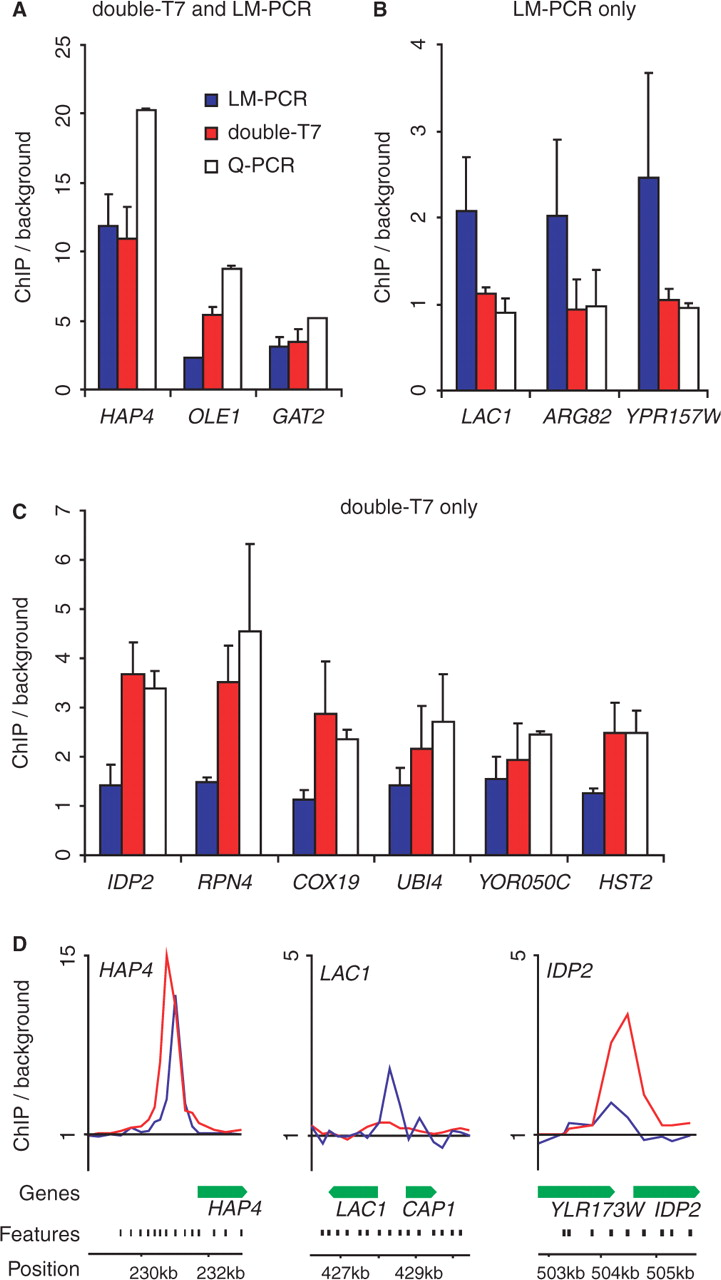 A double-T7 and LM-PCR
ChIP / background
25
20
15
10
5
0
LM-PCR
double-T7
Q-PCR
HAP4 OLE1 GAT2
B LM-PCR only
ChIP / background
4
3
2
1
0
LAC1 ARG82 YPR157W
C double-T7 only
ChIP / background
7
6
5
4
3
2
1
0
IDP2 RPN4 COX19 UBI4 YOR050C HST2
D
ChIP / background
15
1
HAP4
5
1
LAC1
5
1
IDP2
Genes
HAP4 LAC1 CAP1 YLR173W IDP2
Features
Position
230kb 232kb 427kb 429kb 503kb 504kb 505kb